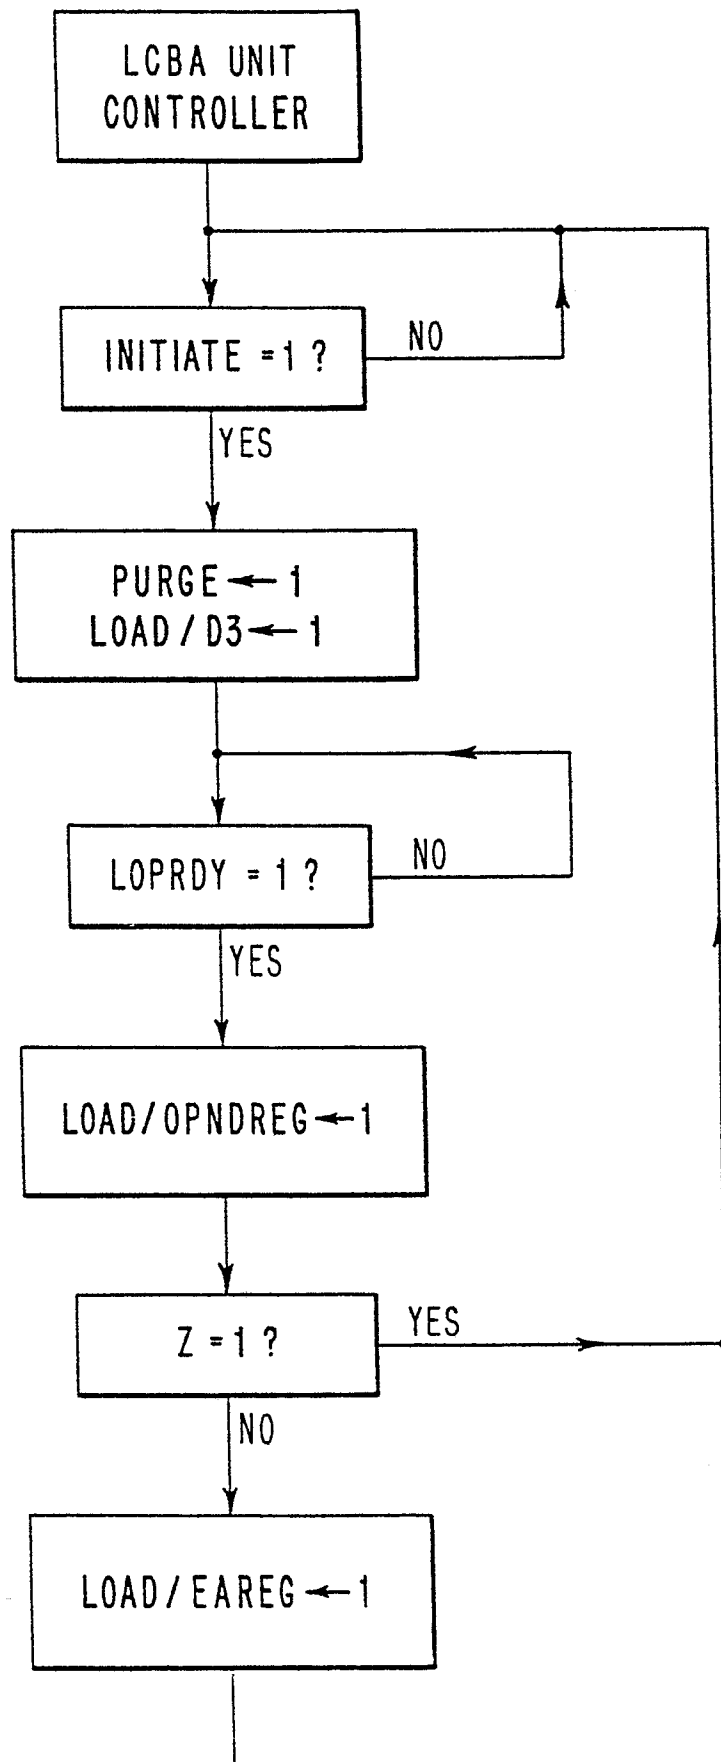 LCBA UNIT
CONTROLLER
INITIATE = 1 ?
NO
YES
PURGE ← 1
LOAD / D3 ← 1
LOPRDY = 1 ?
NO
YES
LOAD/OPNDREG ← 1
Z = 1 ?
YES
NO
LOAD/EAREG ← 1